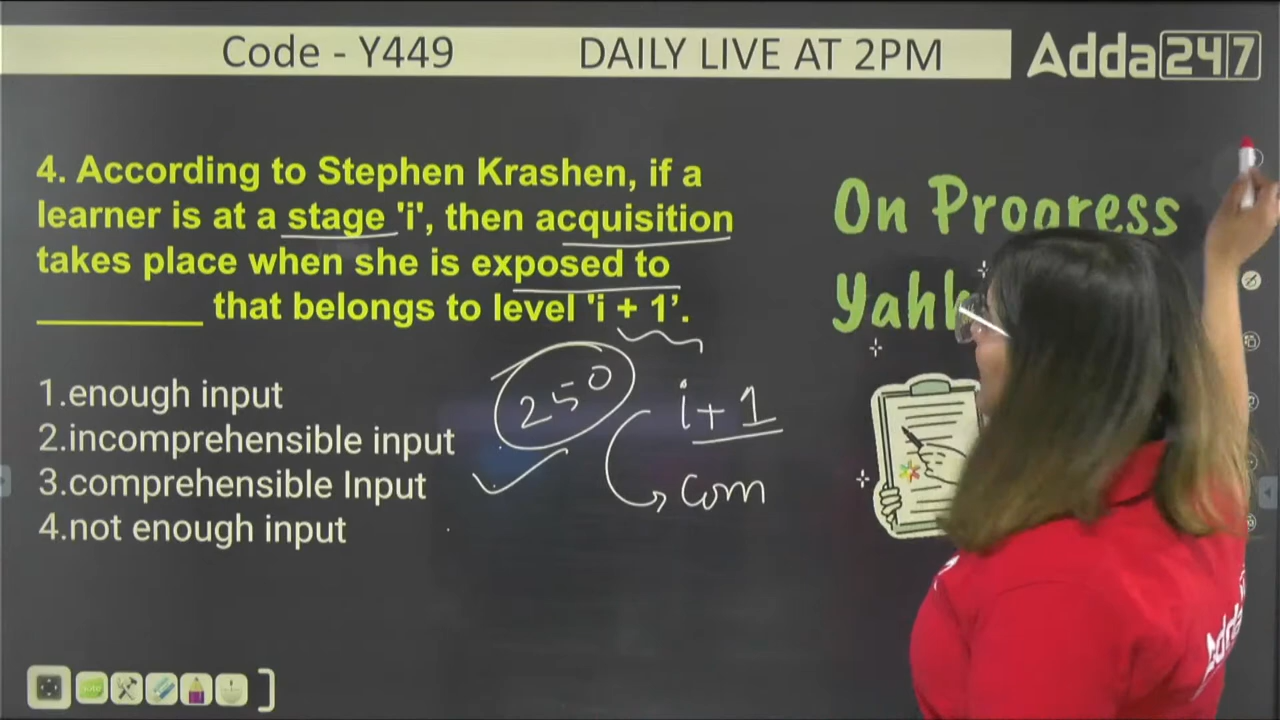 Code - Y449 DAILY LIVE AT 2PM Adda247
4. According to Stephen Krashen, if a
learner is at a stage 'i', then acquisition
takes place when she is exposed to
__________ that belongs to level 'i + 1’.
1.enough input
2.incomprehensible input
3.comprehensible Input
4.not enough input
250
i+1
com
On Progress